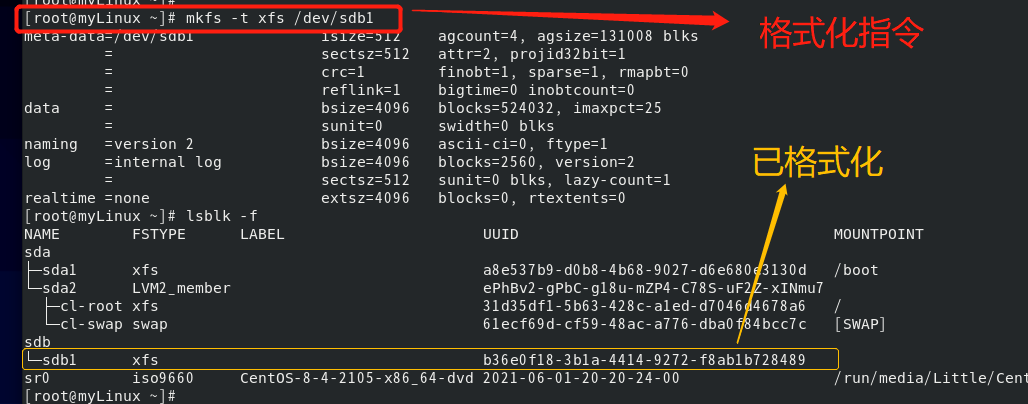 [root@myLinux ~]#
[root@myLinux ~]# mkfs -t xfs /dev/sdb1
格式化指令
meta-data=/dev/sdb1 isize=512 agcount=4, agsize=131008 blks
= sectsz=512 attr=2, projid32bit=1
= crc=1 finobt=1, sparse=1, rmapbt=0
= reflink=1 bigtime=0 inobtcount=0
data = bsize=4096 blocks=524032, imaxpct=25
= sunit=0 swidth=0 blks
naming =version 2 bsize=4096 ascii-ci=0, ftype=1
log =internal log bsize=4096 blocks=2560, version=2
已格式化
= sectsz=512 sunit=0 blks, lazy-count=1
realtime =none extsz=4096 blocks=0, rtextents=0
[root@myLinux ~]# lsblk -f
NAME FSTYPE LABEL UUID MOUNTPOINT
sda
├─sda1 xfs a8e537b9-d0b8-4b68-9027-d6e680e3130d /boot
└─sda2 LVM2_member ePhBv2-gPbC-g18u-mZP4-C78S-uF2Z-xINmu7
├─cl-root xfs 31d35df1-5b63-428c-a1ed-d7046d4678a6 /
└─cl-swap swap 61ecf69d-cf59-48ac-a776-dba0f84bcc7c [SWAP]
sdb
└─sdb1 xfs b36e0f18-3b1a-4414-9272-f8ab1b728489
sr0 iso9660 CentOS-8-4-2105-x86_64-dvd 2021-06-01-20-20-24-00 /run/media/Little/Cent
[root@myLinux ~]#